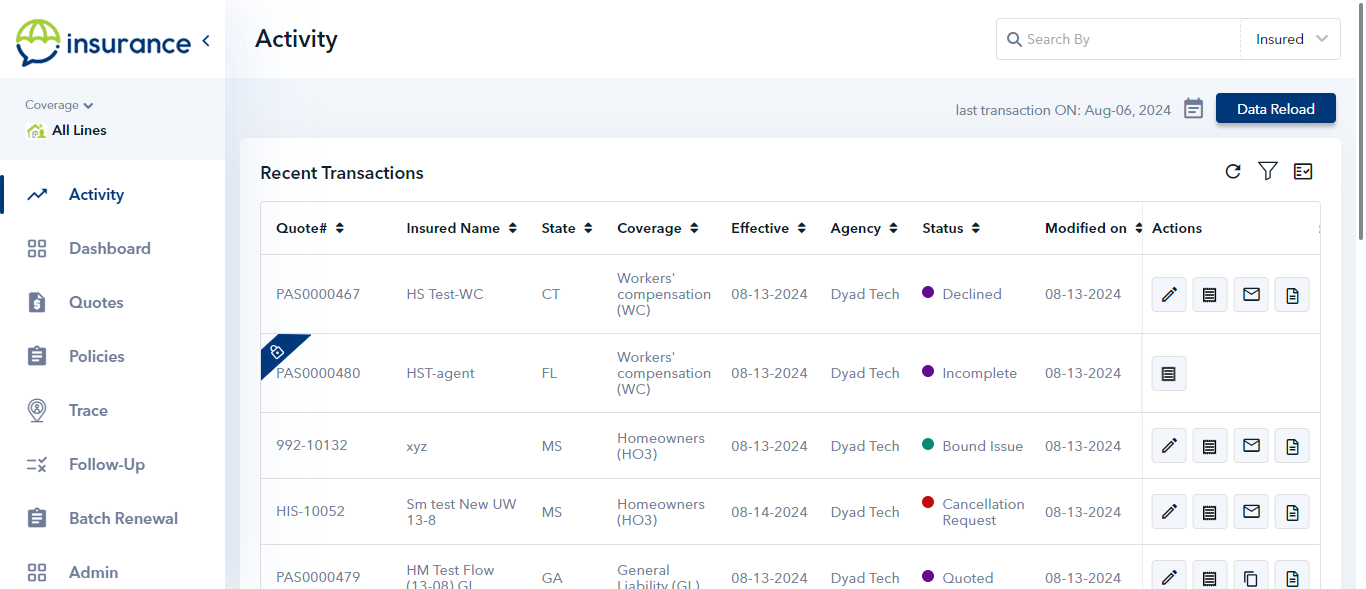 insurance
Activity
Search By
Insured
Coverage
All Lines
last transaction ON: Aug-06, 2024
Data Reload
Activity
Dashboard
Quotes
Policies
Trace
Follow-Up
Batch Renewal
Admin
Recent Transactions
Quote# Insured Name State Coverage Effective Agency Status Modified on Actions
PAS0000467 HS Test-WC CT Workers' compensation (WC) 08-13-2024 Dyad Tech Declined 08-13-2024
PAS0000480 HST-agent FL Workers' compensation (WC) 08-13-2024 Dyad Tech Incomplete 08-13-2024
992-10132 xyz MS Homeowners (HO3) 08-13-2024 Dyad Tech Bound Issue 08-13-2024
HIS-10052 Sm test New UW 13-8 MS Homeowners (HO3) 08-14-2024 Dyad Tech Cancellation Request 08-13-2024
PAS0000479 HM Test Flow (13-08) GL GA General Liability (GL) 08-13-2024 Dyad Tech Quoted 08-13-2024